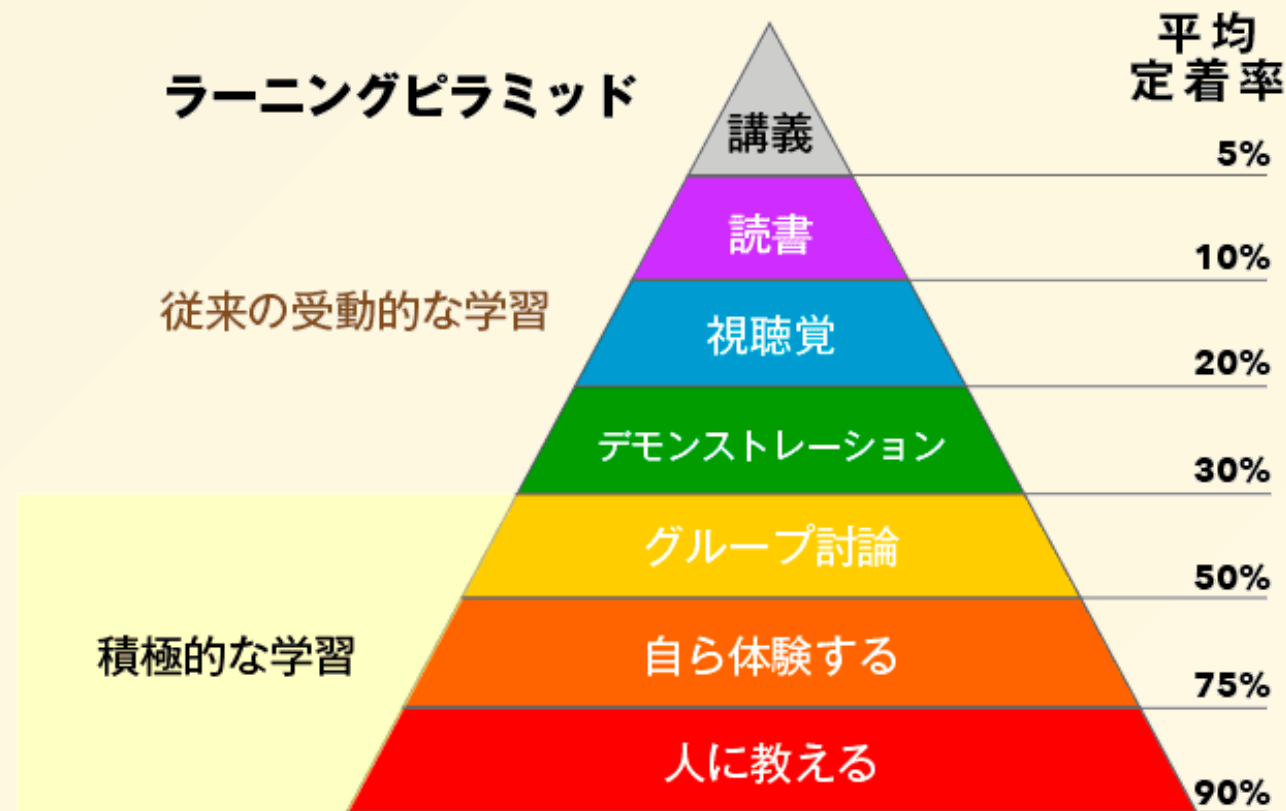 ラーニングピラミッド
平均
定着率
講義
5%
読書
10%
従来の受動的な学習
視聴覚
20%
デモンストレーション
30%
グループ討論
50%
積極的な学習
自ら体験する
75%
人に教える
90%